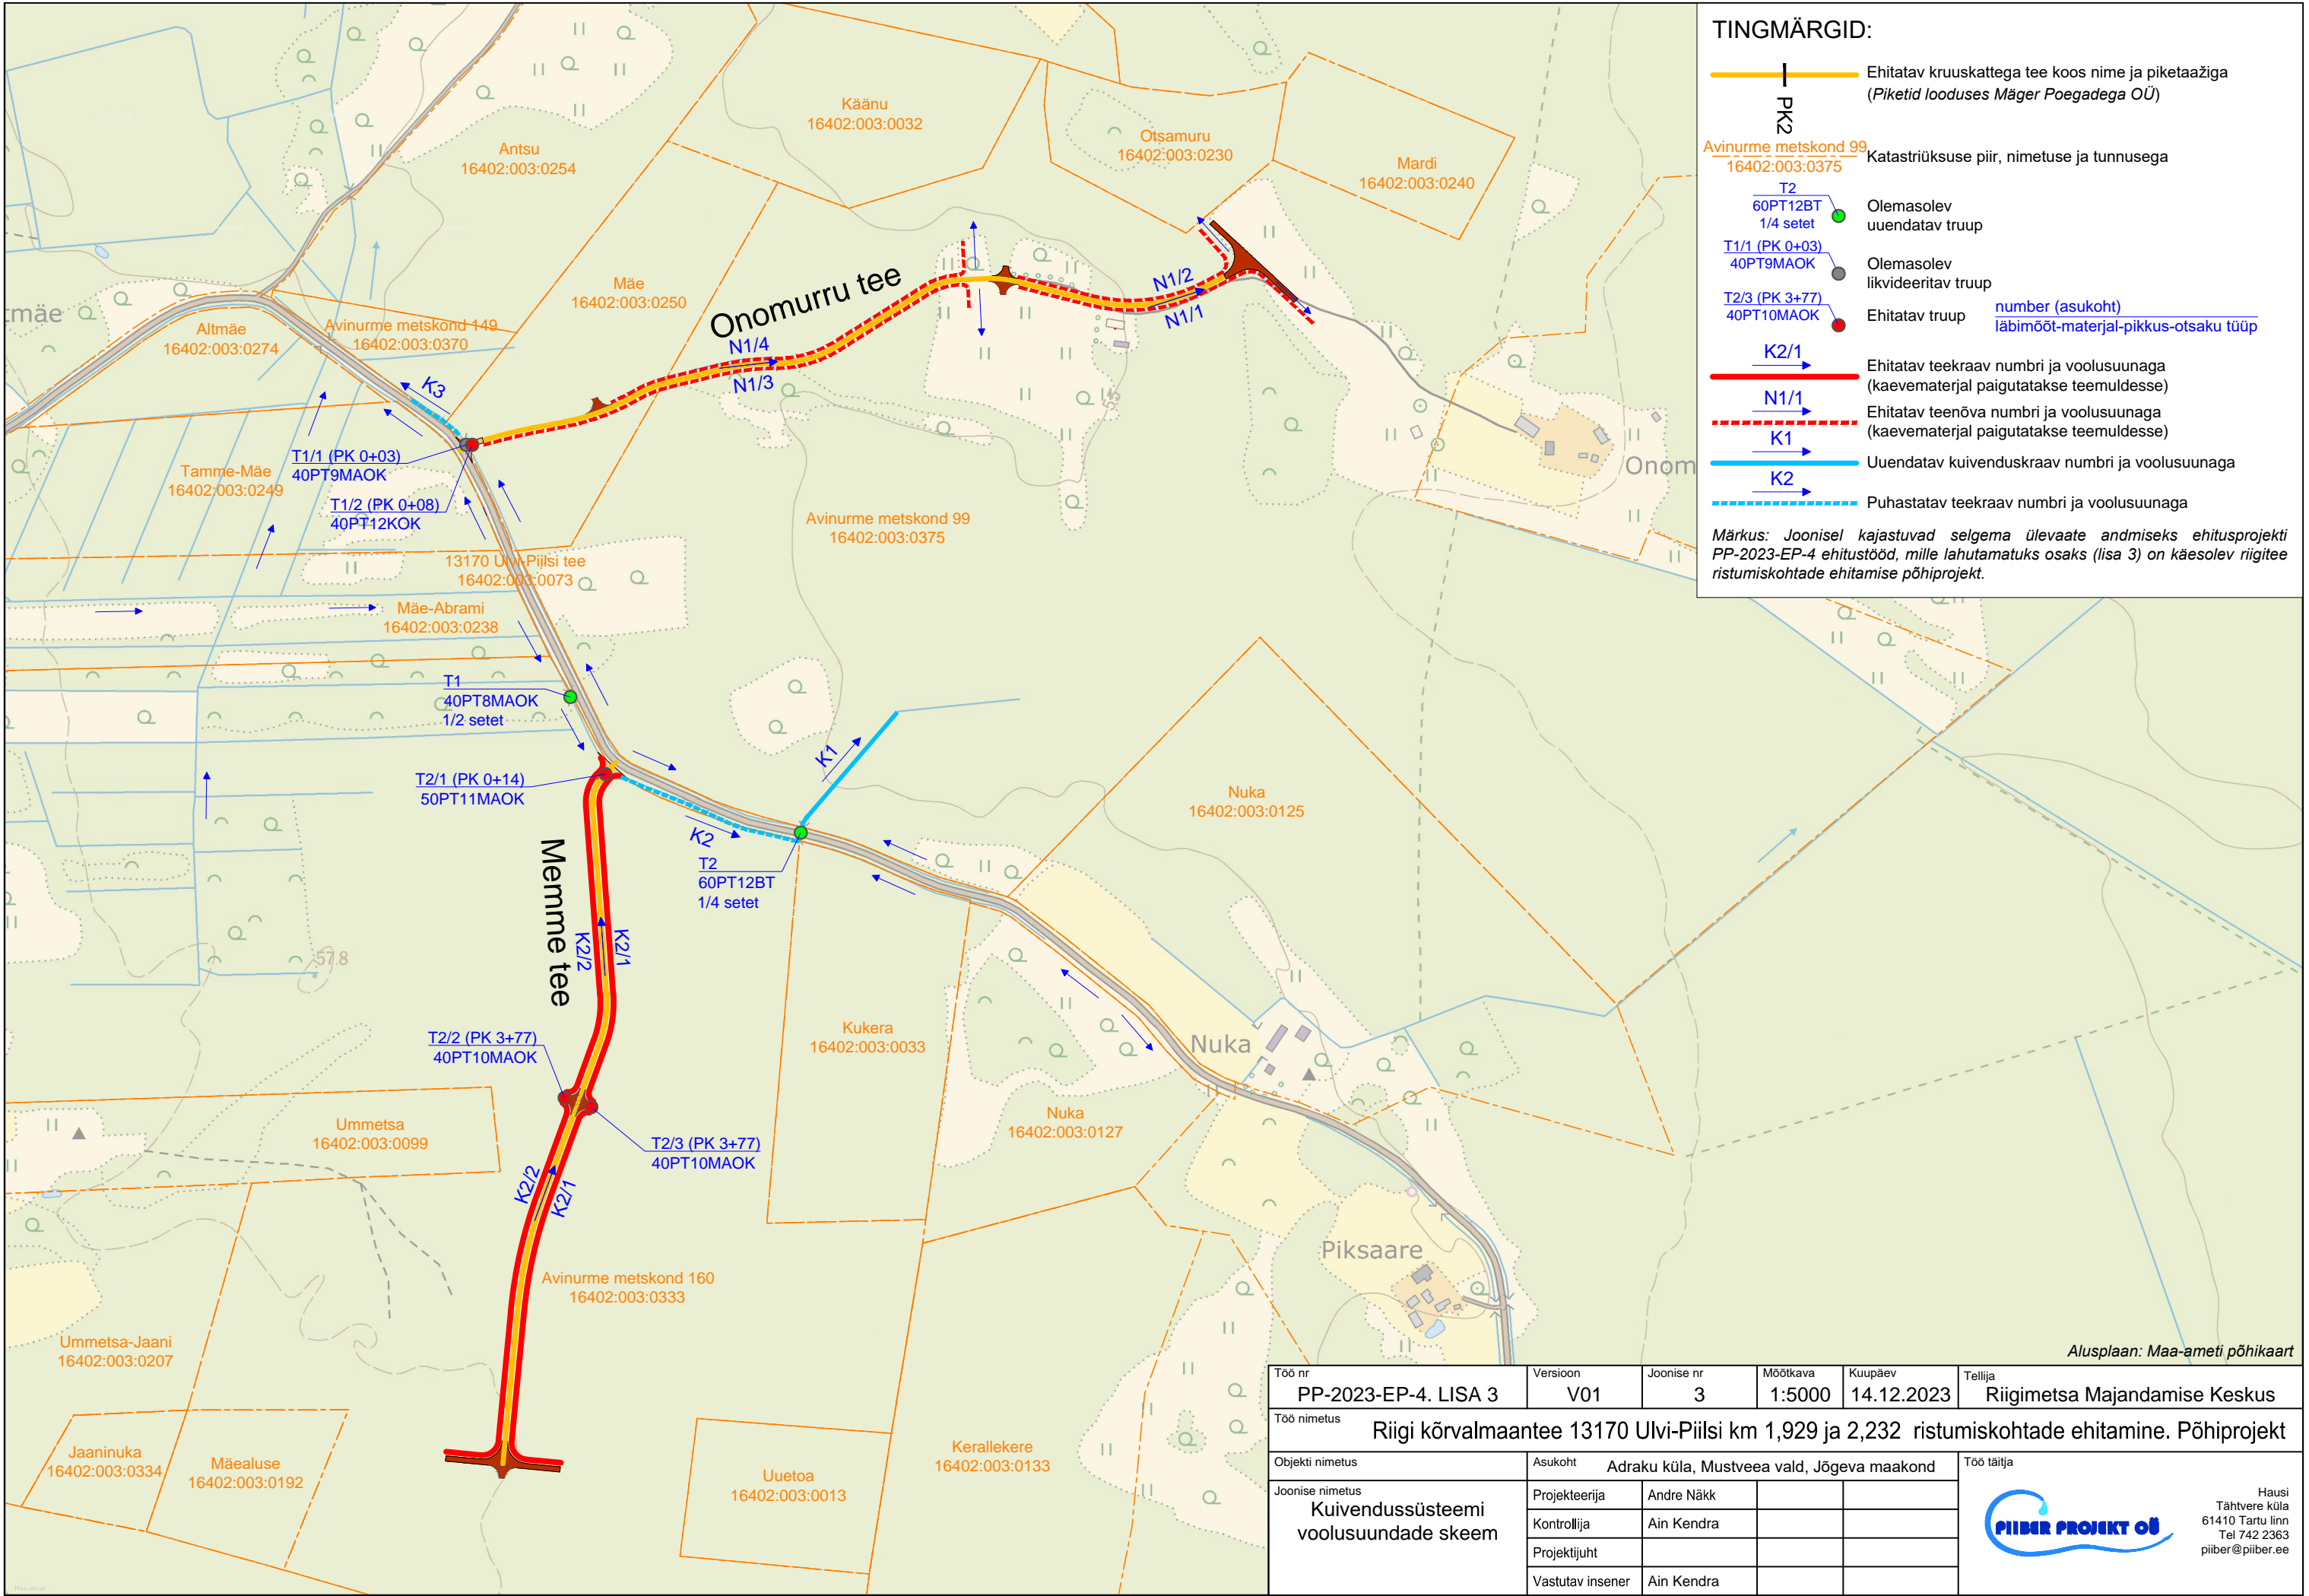 TINGMÄRGID:
Ehitatav kruuskattega tee koos nime ja piketaažiga
(Piketid looduses Mäger Poegadega OÜ)
PK2
Avinurme metskond 99
16402:003:0375
Katastriüksuse piir, nimetuse ja tunnusega
T2
60PT12BT
1/4 setet
Olemasolev
uuendatav truup
T1/1 (PK 0+03)
40PT9MAOK
Olemasolev
likvideeritav truup
T2/3 (PK 3+77)
40PT10MAOK
Ehitatav truup
number (asukoht)
läbimõõt-materjal-pikkus-otsaku tüüp
K2/1
Ehitatav teekraav numbri ja voolusuunaga
(kaevematerjal paigutatakse teemuldesse)
N1/1
Ehitatav teenõva numbri ja voolusuunaga
(kaevematerjal paigutatakse teemuldesse)
K1
Uuendatav kuivenduskraav numbri ja voolusuunaga
K2
Puhastatav teekraav numbri ja voolusuunaga
Märkus: Joonisel kajastuvad selgema ülevaate andmiseks ehitusprojekti
PP-2023-EP-4 ehitustööd, mille lahutamatuks osaks (lisa 3) on käesolev riigitee
ristumiskohtade ehitamise põhiprojekt.
Käänu
16402:003:0032
Otsamuru
16402:003:0230
Mardi
16402:003:0240
Antsu
16402:003:0254
Mäe
16402:003:0250
Onomurru tee
N1/2
N1/1
N1/4
N1/3
tmäe
Altmäe
16402:003:0274
Avinurme metskond 149
16402:003:0370
K3
55
Onom
Tamme-Mäe
16402:003:0249
T1/1 (PK 0+03)
40PT9MAOK
T1/2 (PK 0+08)
40PT12KOK
Avinurme metskond 99
16402:003:0375
13170 Ulvi-Piilsi tee
16402:003:0073
Mäe-Abrami
16402:003:0238
T1
40PT8MAOK
1/2 setet
K1
T2/1 (PK 0+14)
50PT11MAOK
Nuka
16402:003:0125
K2
T2
60PT12BT
1/4 setet
Memme tee
K2/2
K2/1
57.8
T2/2 (PK 3+77)
40PT10MAOK
Kukera
16402:003:0033
Nuka
Nuka
16402:003:0127
Ummetsa
16402:003:0099
T2/3 (PK 3+77)
40PT10MAOK
K2/2
K2/1
Piksaare
Avinurme metskond 160
16402:003:0333
Ummetsa-Jaani
16402:003:0207
Jaaninuka
16402:003:0334
Mäealuse
16402:003:0192
Uuetoa
16402:003:0013
Kerallekere
16402:003:0133
Maa-amet
Alusplaan: Maa-ameti põhikaart
Töö nr
PP-2023-EP-4. LISA 3
Versioon
V01
Joonise nr
3
Mõõtkava
1:5000
Kuupäev
14.12.2023
Tellija
Riigimetsa Majandamise Keskus
Töö nimetus
Riigi kõrvalmaantee 13170 Ulvi-Piilsi km 1,929 ja 2,232 ristumiskohtade ehitamine. Põhiprojekt
Objekti nimetus
Asukoht
Adraku küla, Mustveea vald, Jõgeva maakond
Töö täitja
Joonise nimetus
Kuivendussüsteemi
voolusuundade skeem
Projekteerija Andre Näkk
Kontrollija Ain Kendra
Projektijuht
Vastutav insener Ain Kendra
PIIBER PROJEKT OÜ
Hausi
Tähtvere küla
61410 Tartu linn
Tel 742 2363
piiber@piiber.ee